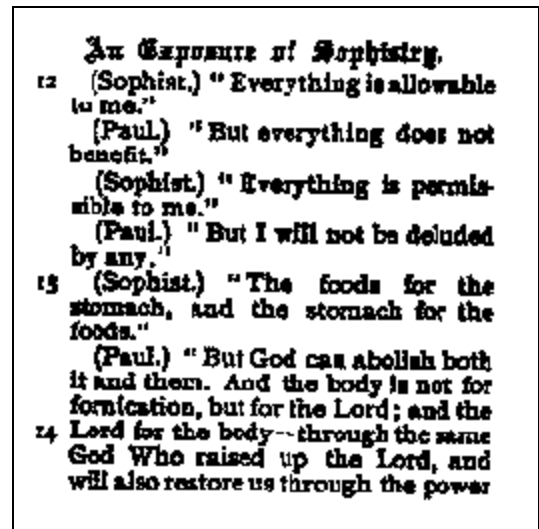 An Exposure of Sophistry.
12 (Sophist.) "Everything is allowable
to me."
(Paul.) "But everything does not
benefit."
(Sophist.) "Everything is permis-
sible to me."
(Paul.) "But I will not be deluded
by any."
13 (Sophist.) "The foods for the
stomach, and the stomach for the
foods."
(Paul.) "But God can abolish both
it and them. And the body is not for
fornication, but for the Lord; and the
14 Lord for the body--through the same
God Who raised up the Lord, and
will also restore us through the power